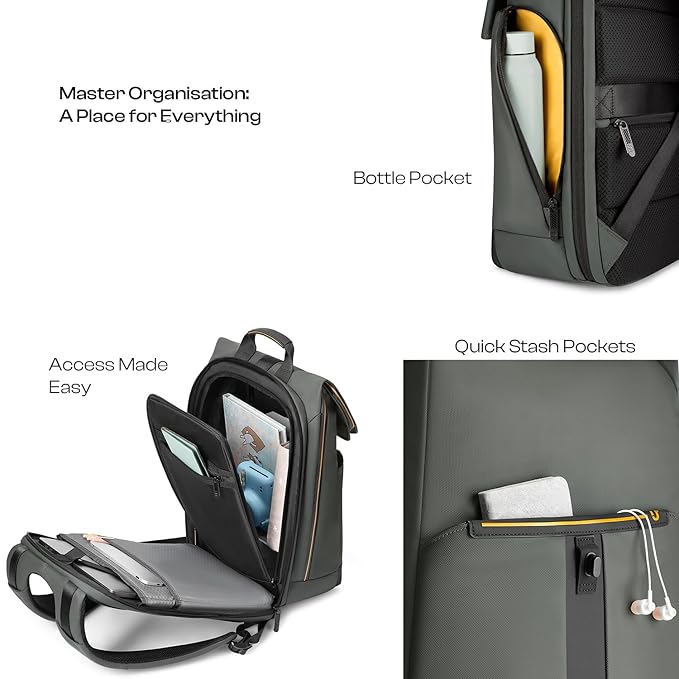 Master Organisation:
A Place for Everything
Bottle Pocket
Access Made
Easy
Quick Stash Pockets